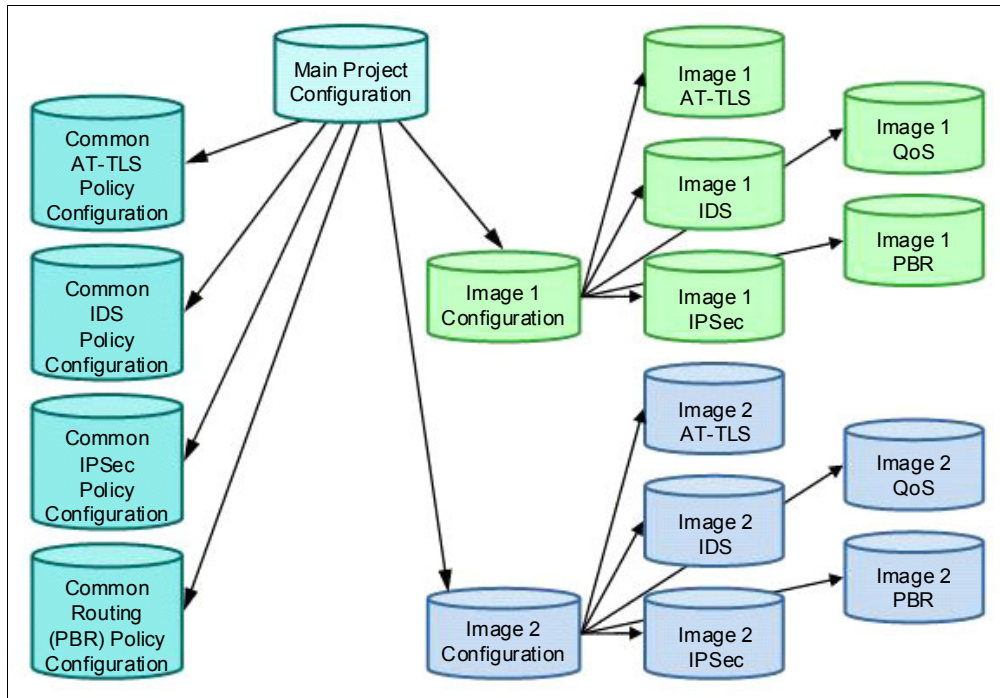 Main Project
Configuration
Common
AT-TLS
Policy
Configuration
Common
IDS
Policy
Configuration
Common
IPSec
Policy
Configuration
Common
Routing
(PBR) Policy
Configuration
Image 1
Configuration
Image 1
AT-TLS
Image 1
IDS
Image 1
IPSec
Image 1
QoS
Image 1
PBR
Image 2
Configuration
Image 2
AT-TLS
Image 2
IDS
Image 2
IPSec
Image 2
QoS
Image 2
PBR